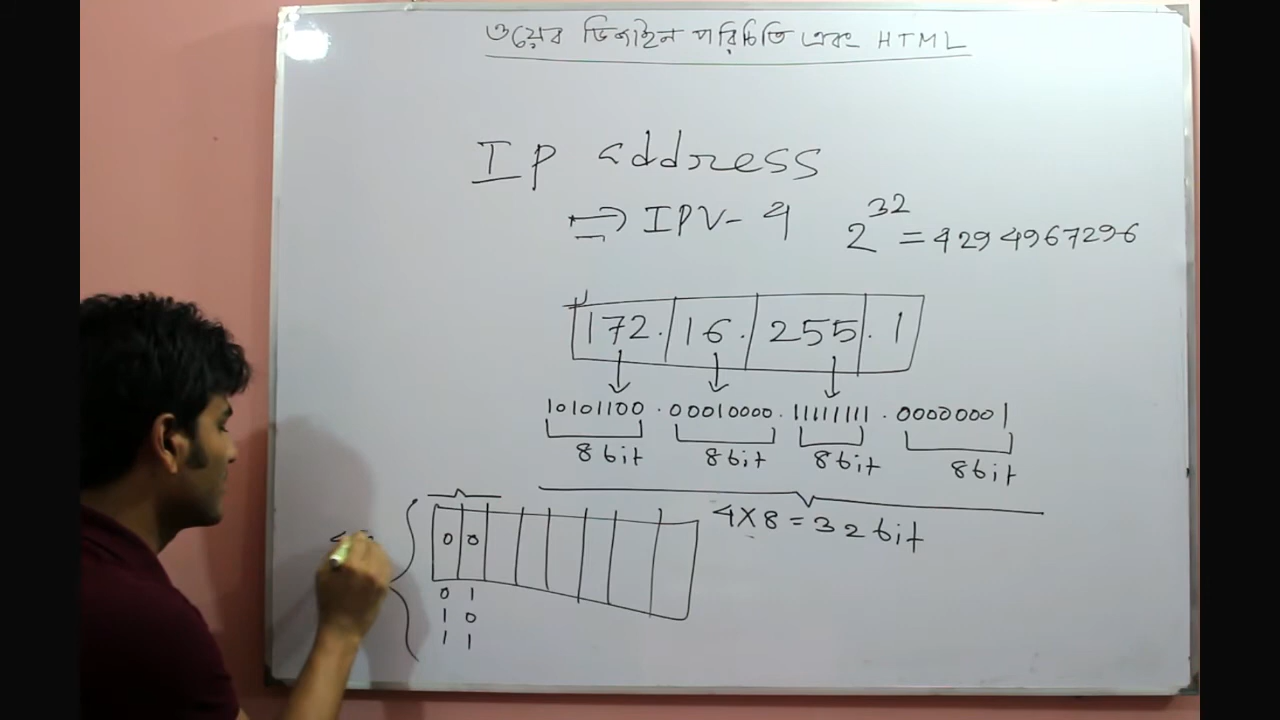 ওয়েব ডিজাইন পরিচিতি এবং HTML
IP address
⇒ IPV-4 2^32 = 4294967296
172. 16. 255. 1
10101100 . 00010000 . 11111111 . 00000001
8bit 8bit 8bit 8bit
4X8 = 32bit
0 0
0 1
1 0
1 1